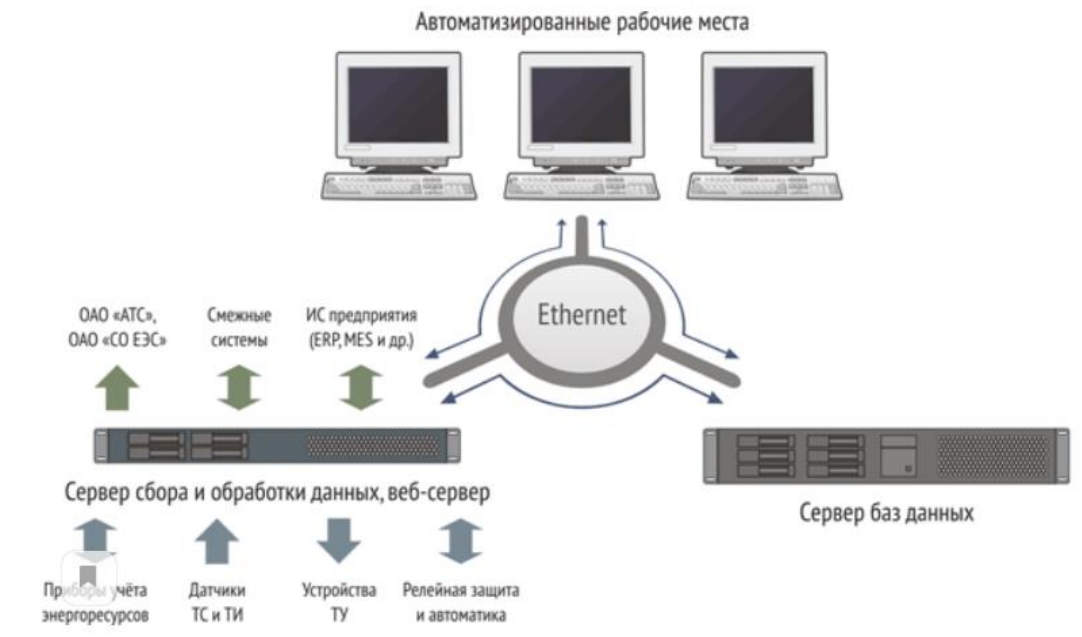 Автоматизированные рабочие места
Ethernet
ОАО «АТС»,
ОАО «СО ЕЭС»
Смежные
системы
ИС предприятия
(ERP, MES и др.)
Сервер сбора и обработки данных, веб-сервер
Сервер баз данных
Приборы учёта
энергоресурсов
Датчики
ТС и ТИ
Устройства
ТУ
Релейная защита
и автоматика